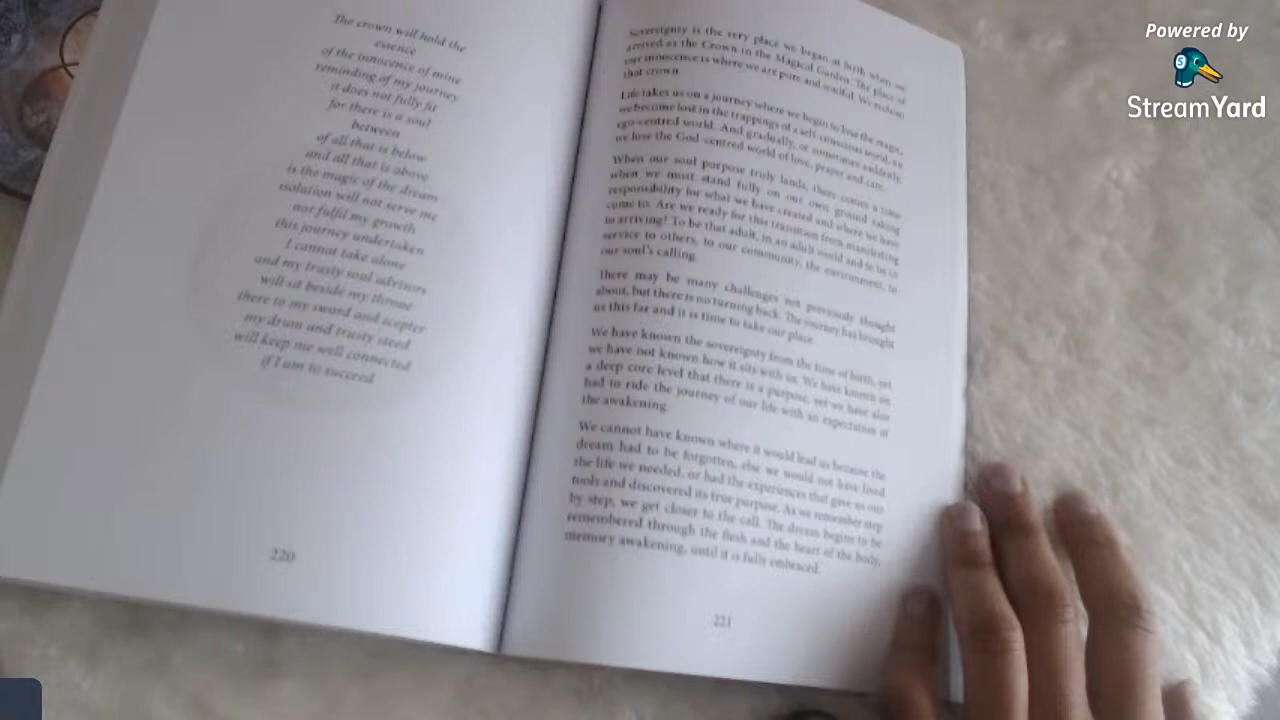 The crown will hold the
essence
of the innocence of mine
reminding of my journey
it does not fully fit
for there is a soul
between
of all that is below
and all that is above
is the magic of the dream
isolation will not serve me
nor fulfil my growth
this journey undertaken
I cannot take alone
and my trusty soul advisors
will sit beside my throne
there to my sword and scepter
my drum and trusty steed
will keep me well connected
if I am to succeed
220
Sovereignty is the very place we began at birth when we
arrived as the Crown in the Magical Garden. The place of
our innocence is where we are pure and soulful. We reclaim
that crown.
Life takes us on a journey where we begin to lose the magic,
we become lost in the trappings of a self-conscious world, an
ego-centred world. And gradually, or sometimes suddenly,
we lose the God-centred world of love, prayer and care.
When our soul purpose truly lands, there comes a time
when we must stand fully on our own ground taking
responsibility for what we have created and where we have
come to. Are we ready for this transition from manifesting
to arriving? To be that adult, in an adult world and to be in
service to others, to our community, the environment, to
our soul's calling.
There may be many challenges not previously thought
about, but there is no turning back. The journey has brought
us this far and it is time to take our place.
We have known the sovereignty from the time of birth, yet
we have not known how it sits with us. We have known on
a deep core level that there is a purpose, yet we have also
had to ride the journey of our life with an expectation of
the awakening.
We cannot have known where it would lead us because the
dream had to be forgotten, else we would not have lived
the life we needed, or had the experiences that gave us our
tools and discovered its true purpose. As we remember step
by step, we get closer to the call. The dream begins to be
remembered through the flesh and the heart of the body,
memory awakening, until it is fully embraced.
221
Powered by
StreamYard